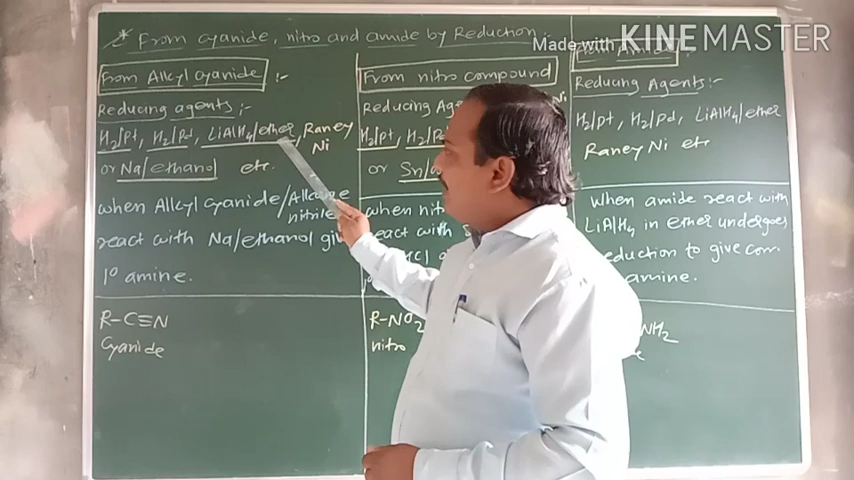 From cyanide, nitro and amide by Reduction :-
Made with KINEMASTER
From Alkyl Cyanide :-
Reducing agents :-
H2/Pt, H2/Pd, LiAlH4/ether, Raney Ni
or Na/ethanol etc.
when Alkyl cyanide/Alkane nitrile
react with Na/ethanol give
1° amine.
R-C≡N
Cyanide
From nitro compound
Reducing
H2/Pt, H2/Pd
or Sn/
when
react with
HCl
R-NO2
nitro
Reducing Agents :-
H2/Pt, H2/Pd, LiAlH4/ether
Raney Ni etc
When amide react with
LiAlH4 in ether undergoes
reduction to give corr.
amine.
NH2